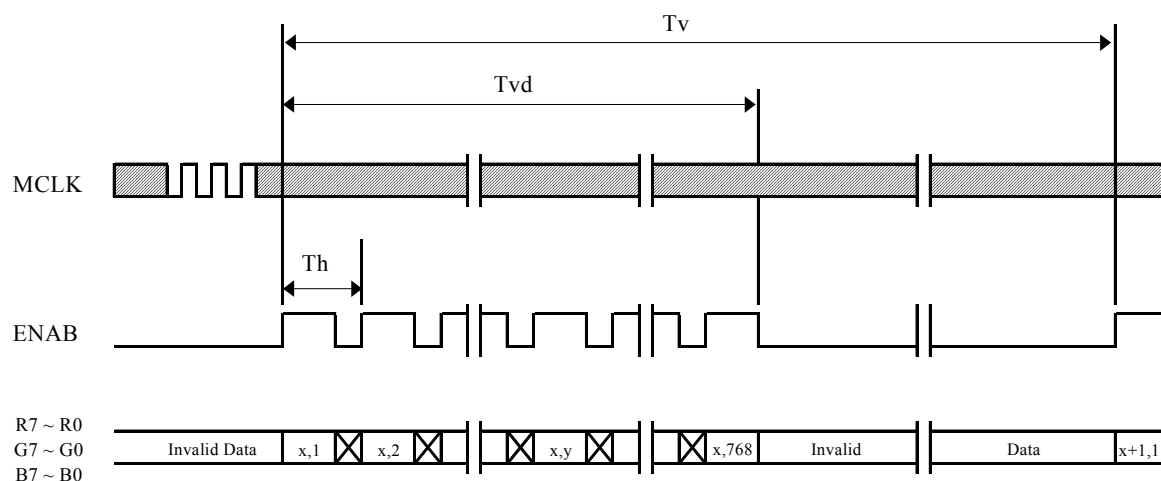 Tv
Tvd
MCLK
Th
ENAB
R7 ~ R0
G7 ~ G0
B7 ~ B0
Invalid Data
x,1
x,2
x,y
x,768
Invalid
Data
x+1,1